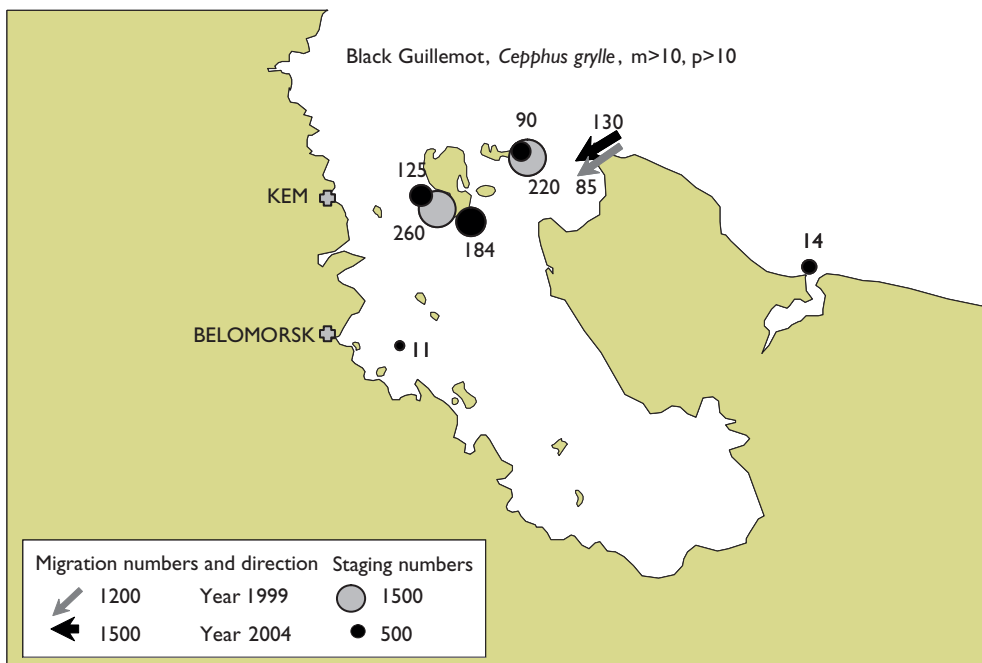 Black Guillemot, Cepphus grylle, m>10, p>10
90
130
125
220
85
KEM
260
184
14
BELOMORSK
11
Migration numbers and direction Staging numbers
1200 Year 1999 1500
1500 Year 2004 500